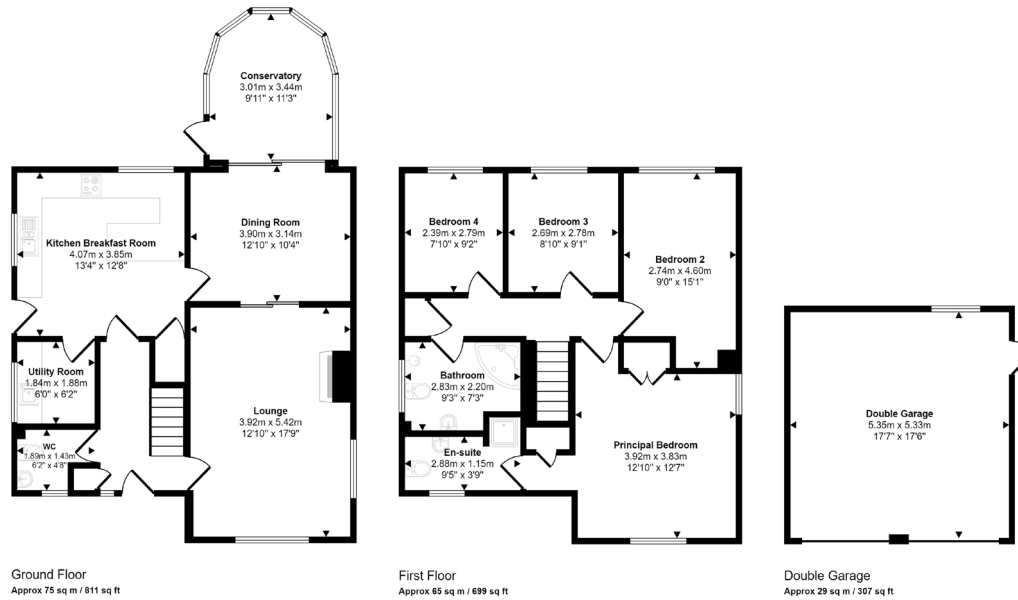 Conservatory
3.01m x 3.44m
9'11" x 11'3"
Kitchen Breakfast Room
4.07m x 3.85m
13'4" x 12'8"
Dining Room
3.90m x 3.14m
12'10" x 10'4"
Utility Room
1.84m x 1.88m
6'0" x 6'2"
WC
1.89m x 1.43m
6'2" x 4'8"
Lounge
3.92m x 5.42m
12'10" x 17'9"
Ground Floor
Approx 75 sq m / 811 sq ft
Bedroom 4
2.39m x 2.79m
7'10" x 9'2"
Bedroom 3
2.69m x 2.78m
8'10" x 9'1"
Bedroom 2
2.74m x 4.60m
9'0" x 15'1"
Bathroom
2.83m x 2.20m
9'3" x 7'3"
En-suite
2.88m x 1.15m
9'5" x 3'9"
Principal Bedroom
3.92m x 3.83m
12'10" x 12'7"
First Floor
Approx 65 sq m / 699 sq ft
Double Garage
5.35m x 5.33m
17'7" x 17'6"
Double Garage
Approx 29 sq m / 307 sq ft